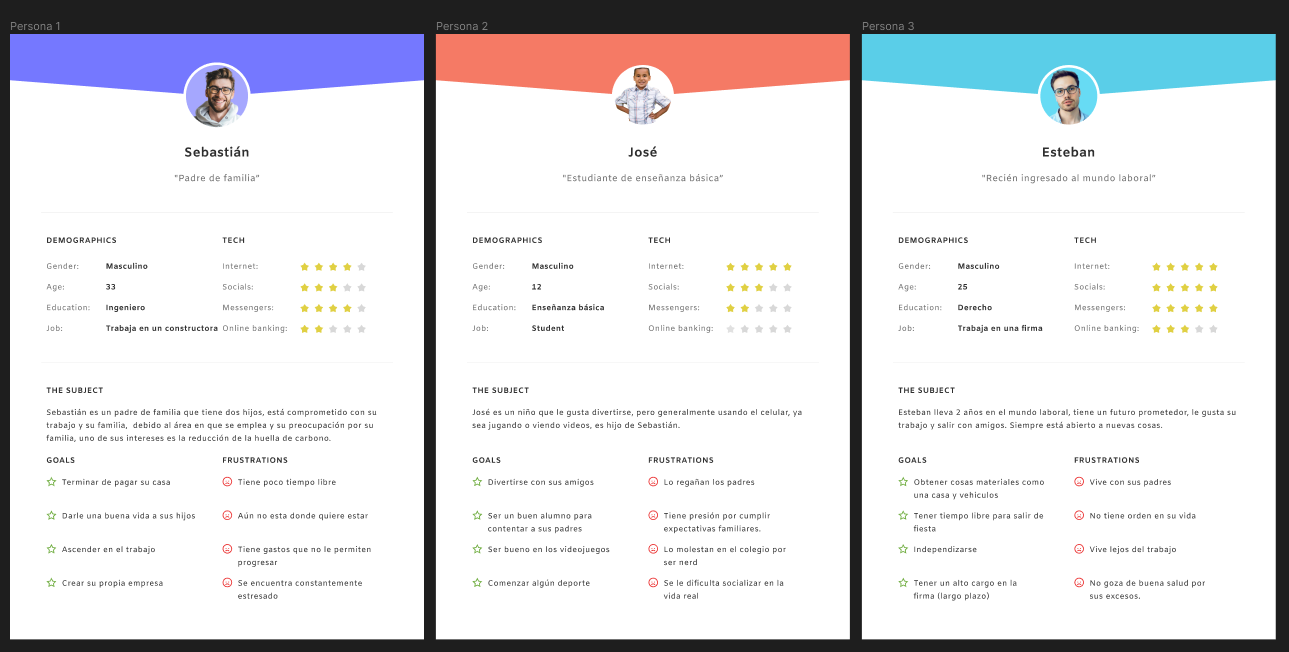 Persona 1
Sebastián
"Padre de familia"
DEMOGRAPHICS
Gender: Masculino
Age: 33
Education: Ingeniero
Job: Trabaja en un constructora
TECH
Internet:
Socials:
Messengers:
Online banking:
THE SUBJECT
Sebastián es un padre de familia que tiene dos hijos, está comprometido con su
trabajo y su familia, debido al área en que se emplea y su preocupación por su
familia, uno de sus intereses es la reducción de la huella de carbono.
GOALS
Terminar de pagar su casa
Darle una buena vida a sus hijos
Ascender en el trabajo
Crear su propia empresa
FRUSTRATIONS
Tiene poco tiempo libre
Aún no esta donde quiere estar
Tiene gastos que no le permiten
progresar
Se encuentra constantemente
estresado
Persona 2
José
"Estudiante de enseñanza básica"
DEMOGRAPHICS
Gender: Masculino
Age: 12
Education: Enseñanza básica
Job: Student
TECH
Internet:
Socials:
Messengers:
Online banking:
THE SUBJECT
José es un niño que le gusta divertirse, pero generalmente usando el celular, ya
sea jugando o viendo videos, es hijo de Sebastián.
GOALS
Divertirse con sus amigos
Ser un buen alumno para
contentar a sus padres
Ser bueno en los videojuegos
Comenzar algún deporte
FRUSTRATIONS
Lo regañan los padres
Tiene presión por cumplir
expectativas familiares.
Lo molestan en el colegio por
ser nerd
Se le dificulta socializar en la
vida real
Persona 3
Esteban
"Recién ingresado al mundo laboral"
DEMOGRAPHICS
Gender: Masculino
Age: 25
Education: Derecho
Job: Trabaja en una firma
TECH
Internet:
Socials:
Messengers:
Online banking:
THE SUBJECT
Esteban lleva 2 años en el mundo laboral, tiene un futuro prometedor, le gusta su
trabajo y salir con amigos. Siempre está abierto a nuevas cosas.
GOALS
Obtener cosas materiales como
una casa y vehiculos
Tener tiempo libre para salir de
fiesta
Independizarse
Tener un alto cargo en la
firma (largo plazo)
FRUSTRATIONS
Vive con sus padres
No tiene orden en su vida
Vive lejos del trabajo
No goza de buena salud por
sus excesos.